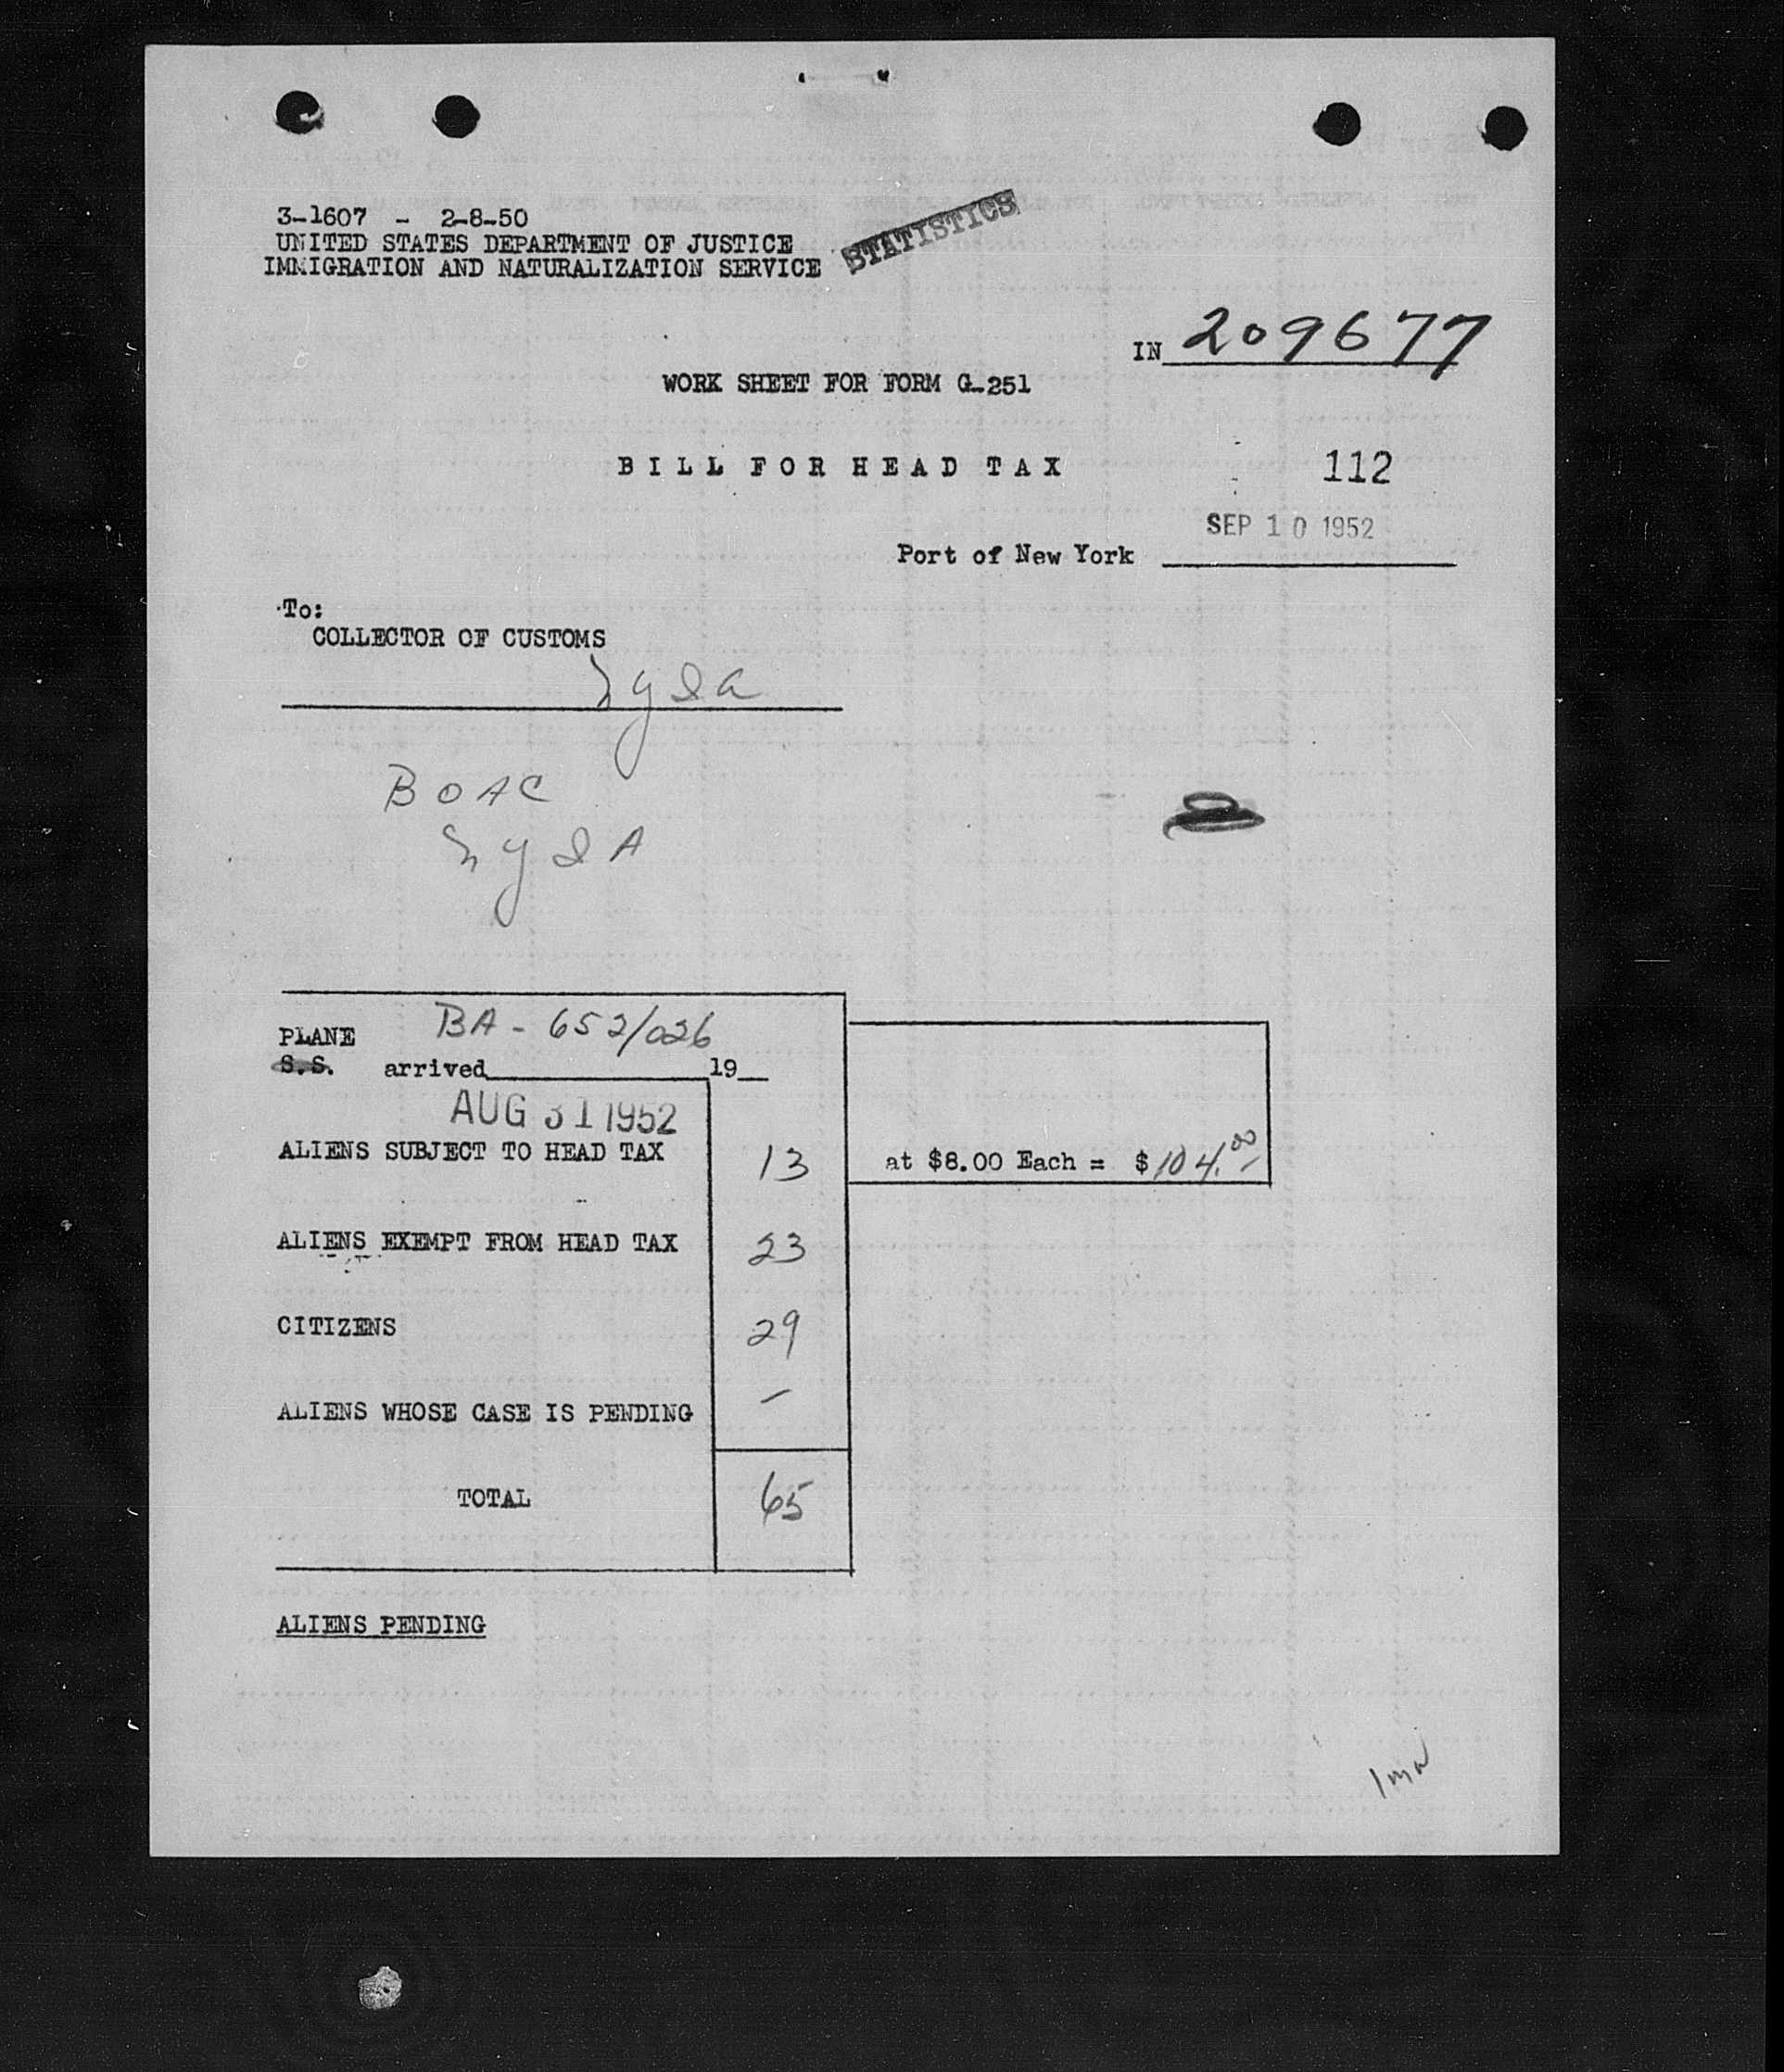 3-1607 - 2-8-50
UNITED STATES DEPARTMENT OF JUSTICE
IMMIGRATION AND NATURALIZATION SERVICE
STATISTICS
IN 209677
WORK SHEET FOR FORM G-251
BILL FOR HEAD TAX
112
SEP 10 1952
Port of New York
To:
COLLECTOR OF CUSTOMS
BOAC
PLANE BA - 652/026
S.S. arrived 19
AUG 31 1952
ALIENS SUBJECT TO HEAD TAX 13 at $8.00 Each = $104.00
ALIENS EXEMPT FROM HEAD TAX 23
CITIZENS 29
ALIENS WHOSE CASE IS PENDING -
TOTAL 65
ALIENS PENDING